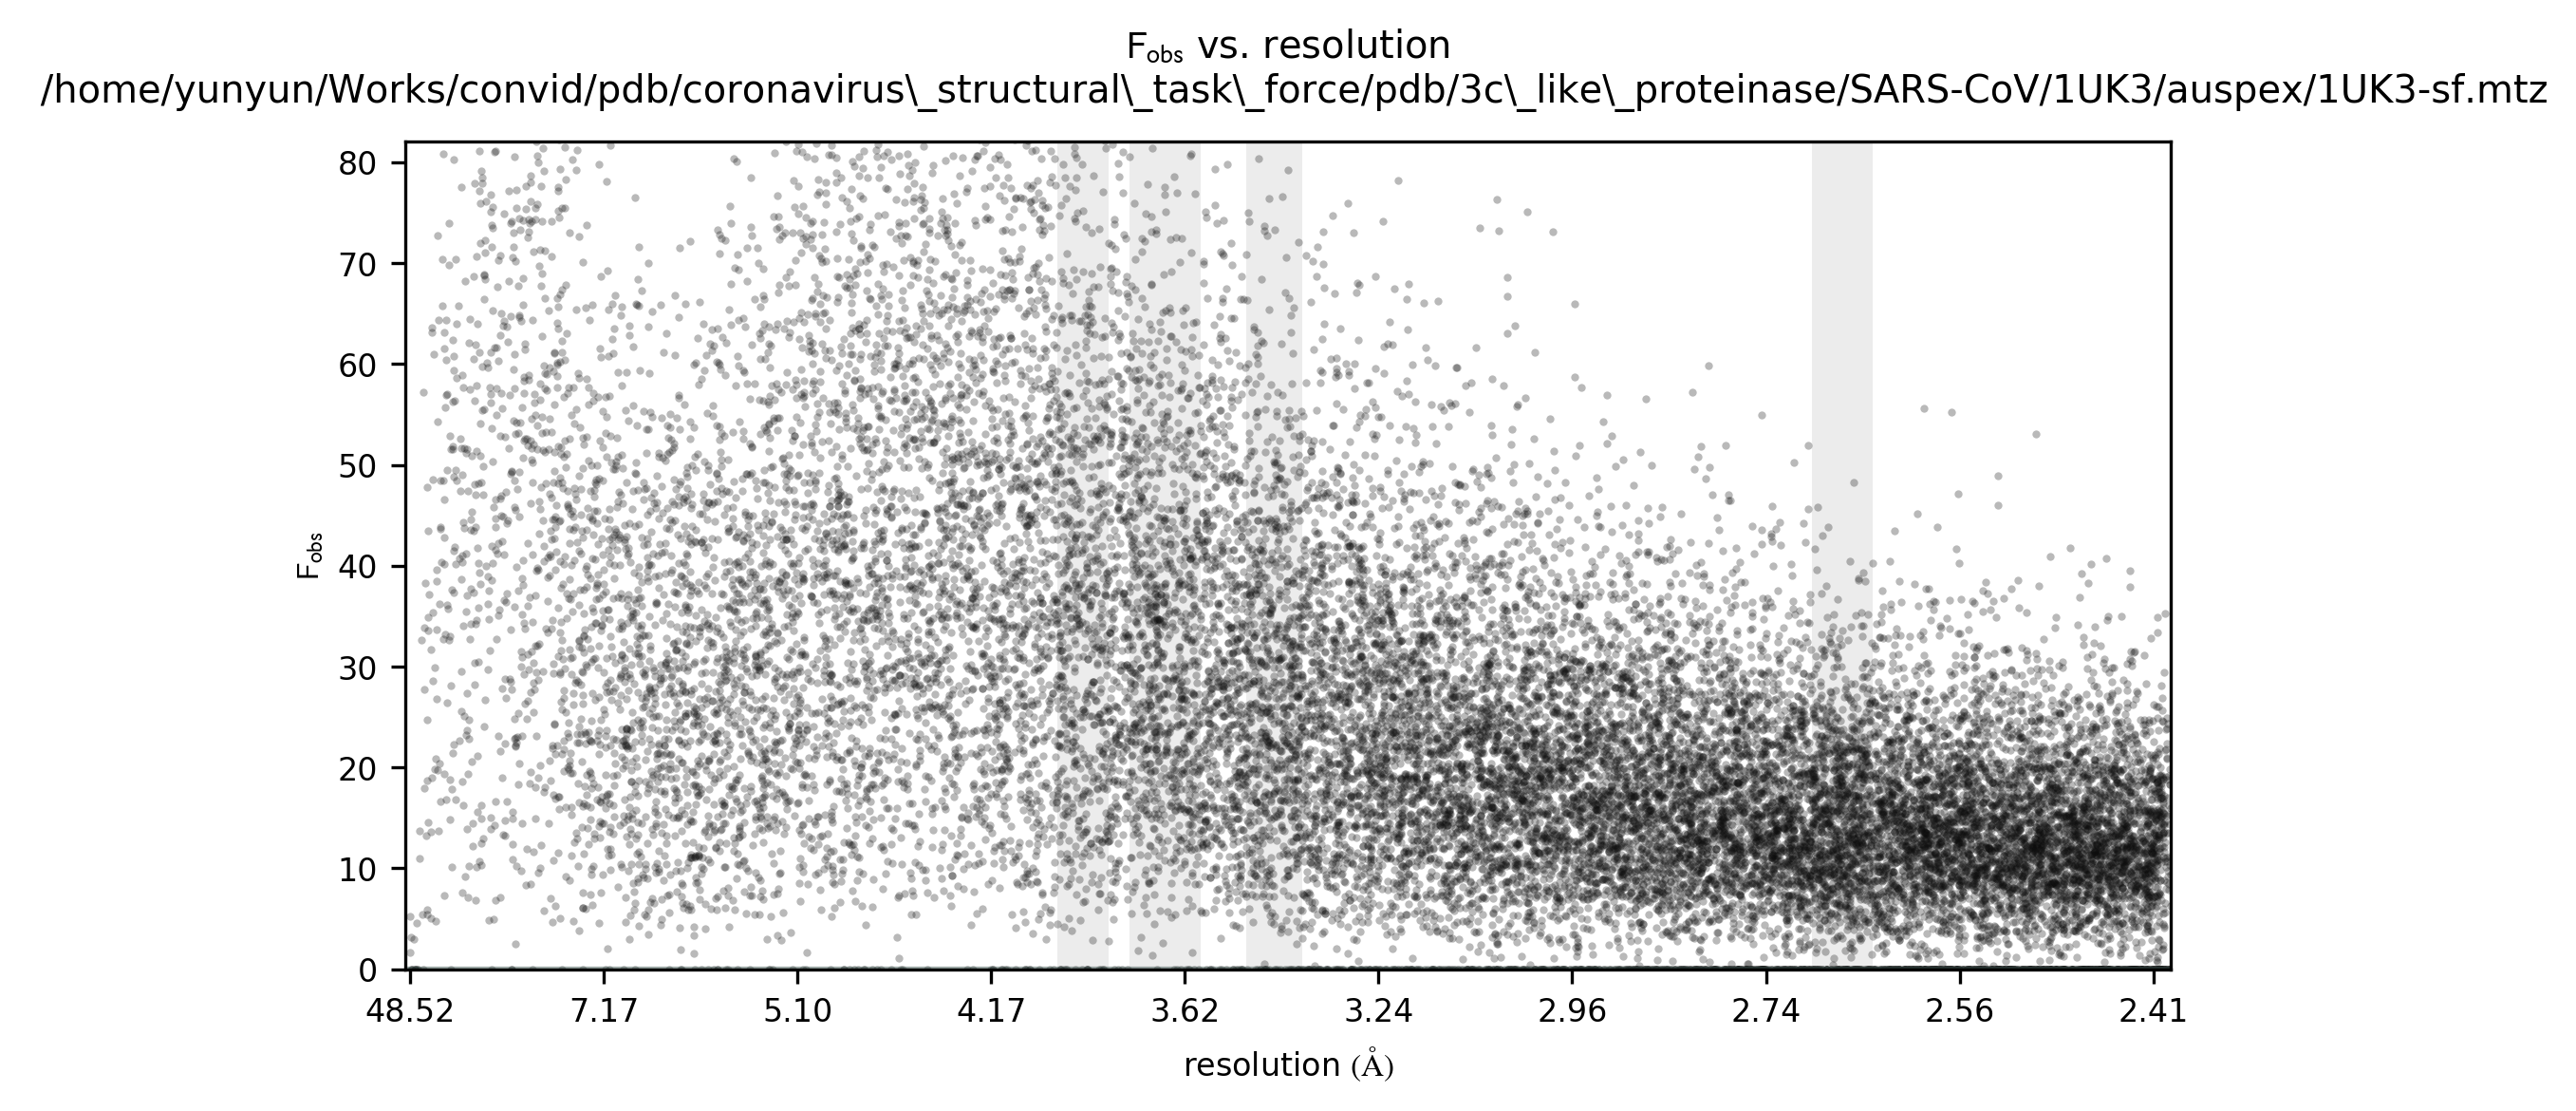 Fobs vs. resolution
/home/yunyun/Works/convid/pdb/coronavirus\_structural\_task\_force/pdb/3c\_like\_proteinase/SARS-CoV/1UK3/auspex/1UK3-sf.mtz
80
70
60
50
40
30
20
10
0
Fobs
48.52 7.17 5.10 4.17 3.62 3.24 2.96 2.74 2.56 2.41
resolution (Å)